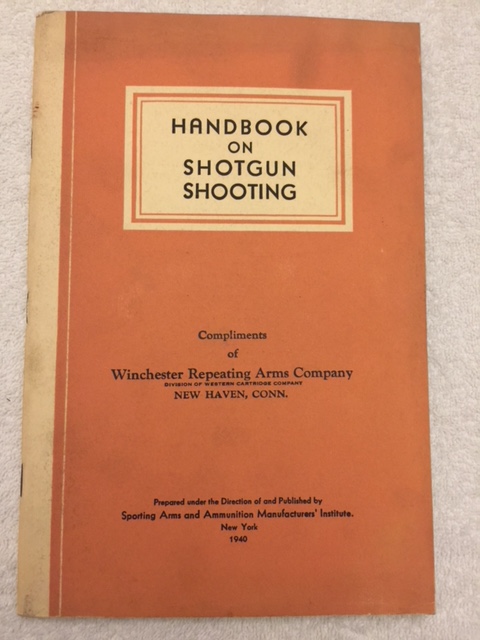 HANDBOOK
ON
SHOTGUN
SHOOTING
Compliments
of
Winchester Repeating Arms Company
DIVISION OF WESTERN CARTRIDGE COMPANY
NEW HAVEN, CONN.
Prepared under the Direction of and Published by
Sporting Arms and Ammunition Manufacturers' Institute.
New York
1940